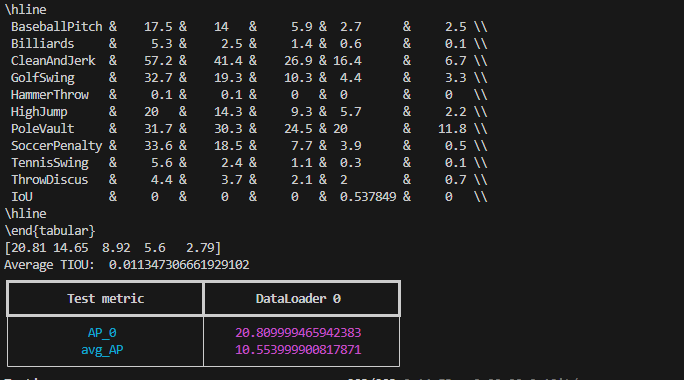 \hline
BaseballPitch & 17.5 & 14 & 5.9 & 2.7 & 2.5 \\
Billiards & 5.3 & 2.5 & 1.4 & 0.6 & 0.1 \\
CleanAndJerk & 57.2 & 41.4 & 26.9 & 16.4 & 6.7 \\
GolfSwing & 32.7 & 19.3 & 10.3 & 4.4 & 3.3 \\
HammerThrow & 0.1 & 0.1 & 0 & 0 & 0 \\
HighJump & 20 & 14.3 & 9.3 & 5.7 & 2.2 \\
PoleVault & 31.7 & 30.3 & 24.5 & 20 & 11.8 \\
SoccerPenalty & 33.6 & 18.5 & 7.7 & 3.9 & 0.5 \\
TennisSwing & 5.6 & 2.4 & 1.1 & 0.3 & 0.1 \\
ThrowDiscus & 4.4 & 3.7 & 2.1 & 2 & 0.7 \\
IoU & 0 & 0 & 0 & 0.537849 & 0 \\
\hline
\end{tabular}
[20.81 14.65 8.92 5.6 2.79]
Average TIOU: 0.011347306661929102
Test metric DataLoader 0
AP_0 20.809999465942383
avg_AP 10.553999900817871